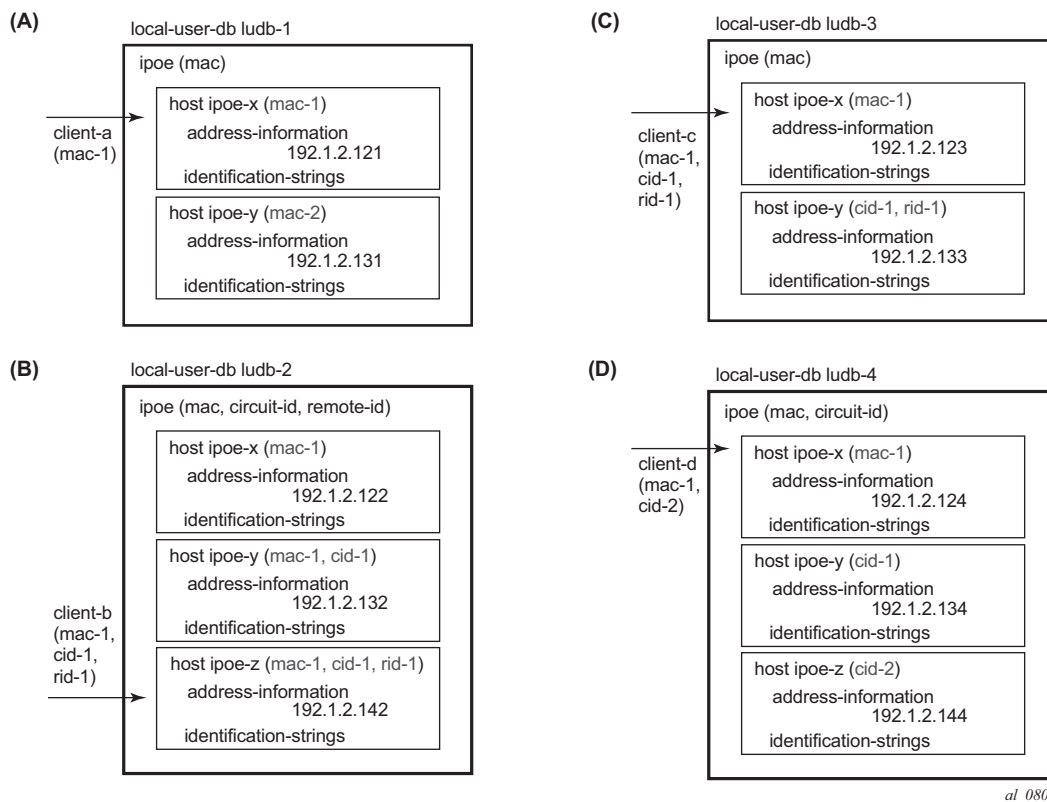 (A)
local-user-db ludb-1
ipoe (mac)
client-a
(mac-1)
host ipoe-x (mac-1)
address-information
192.1.2.121
identification-strings
host ipoe-y (mac-2)
address-information
192.1.2.131
identification-strings
(B)
local-user-db ludb-2
ipoe (mac, circuit-id, remote-id)
host ipoe-x (mac-1)
address-information
192.1.2.122
identification-strings
host ipoe-y (mac-1, cid-1)
address-information
192.1.2.132
identification-strings
client-b
(mac-1,
cid-1,
rid-1)
host ipoe-z (mac-1, cid-1, rid-1)
address-information
192.1.2.142
identification-strings
(C)
local-user-db ludb-3
ipoe (mac)
client-c
(mac-1,
cid-1,
rid-1)
host ipoe-x (mac-1)
address-information
192.1.2.123
identification-strings
host ipoe-y (cid-1, rid-1)
address-information
192.1.2.133
identification-strings
(D)
local-user-db ludb-4
ipoe (mac, circuit-id)
client-d
(mac-1,
cid-2)
host ipoe-x (mac-1)
address-information
192.1.2.124
identification-strings
host ipoe-y (cid-1)
address-information
192.1.2.134
identification-strings
host ipoe-z (cid-2)
address-information
192.1.2.144
identification-strings
al_080